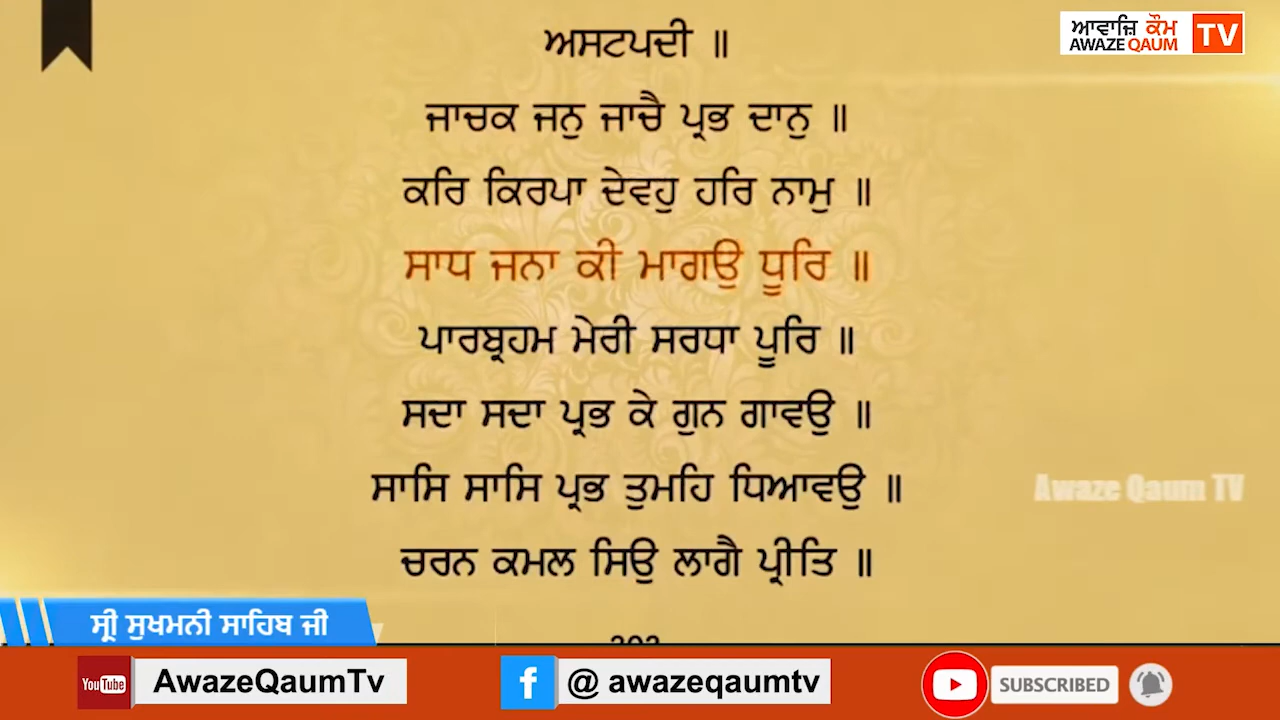 ਆਵਾਜ਼ਿ ਕੌਮ
AWAZE QAUM TV
ਅਸਟਪਦੀ ॥
ਜਾਚਕ ਜਨੁ ਜਾਚੈ ਪ੍ਰਭ ਦਾਨੁ ॥
ਕਰਿ ਕਿਰਪਾ ਦੇਵਹੁ ਹਰਿ ਨਾਮੁ ॥
ਸਾਧ ਜਨਾ ਕੀ ਮਾਗਉ ਧੂਰਿ ॥
ਪਾਰਬ੍ਰਹਮ ਮੇਰੀ ਸਰਧਾ ਪੂਰਿ ॥
ਸਦਾ ਸਦਾ ਪ੍ਰਭ ਕੇ ਗੁਨ ਗਾਵਉ ॥
ਸਾਸਿ ਸਾਸਿ ਪ੍ਰਭ ਤੁਮਹਿ ਧਿਆਵਉ ॥
Awaze Qaum TV
ਚਰਨ ਕਮਲ ਸਿਉ ਲਾਗੈ ਪ੍ਰੀਤਿ ॥
ਸ੍ਰੀ ਸੁਖਮਨੀ ਸਾਹਿਬ ਜੀ
YouTube AwazeQaumTv
f @ awazeqaumtv
SUBSCRIBED